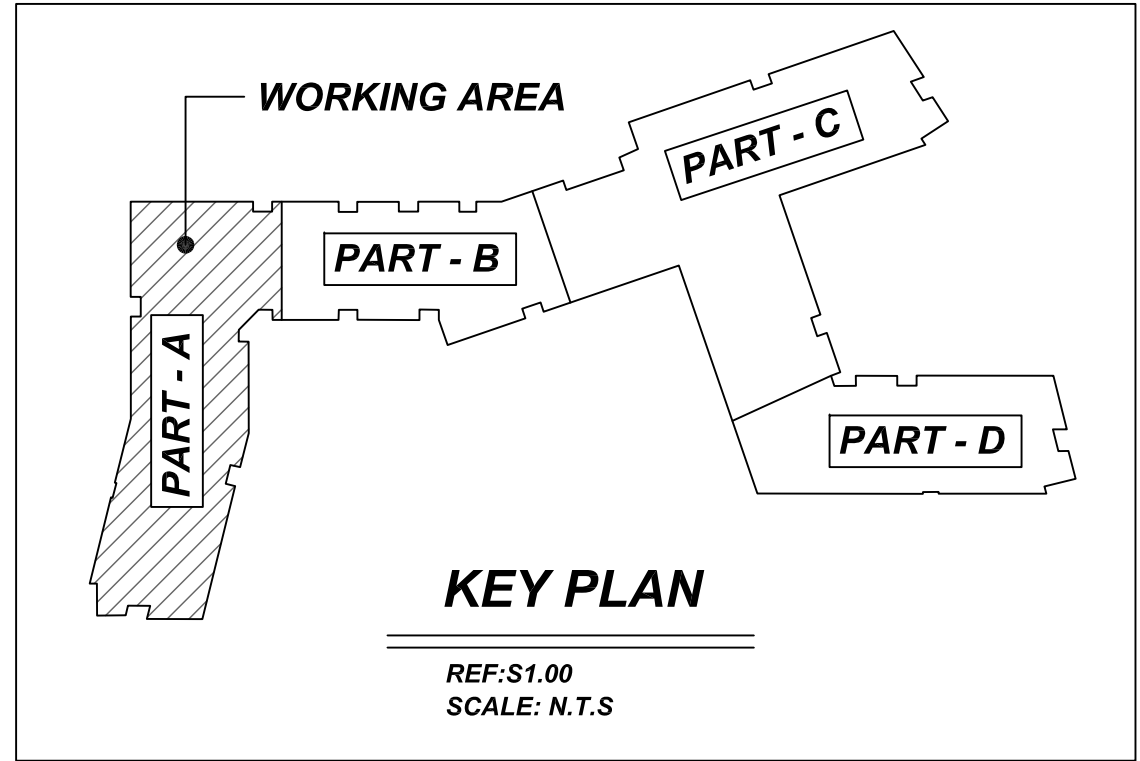 WORKING AREA
PART - C
PART - B
PART - A
PART - D
KEY PLAN
REF:S1.00
SCALE: N.T.S